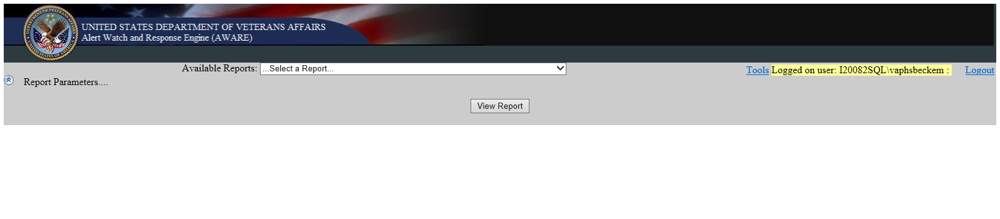 UNITED STATES DEPARTMENT OF VETERANS AFFAIRS
Alert Watch and Response Engine (AWARE)
Available Reports: ...Select a Report...
Tools Logged on user: I20082SQL\vaphsbeckem : Logout
Report Parameters....
View Report